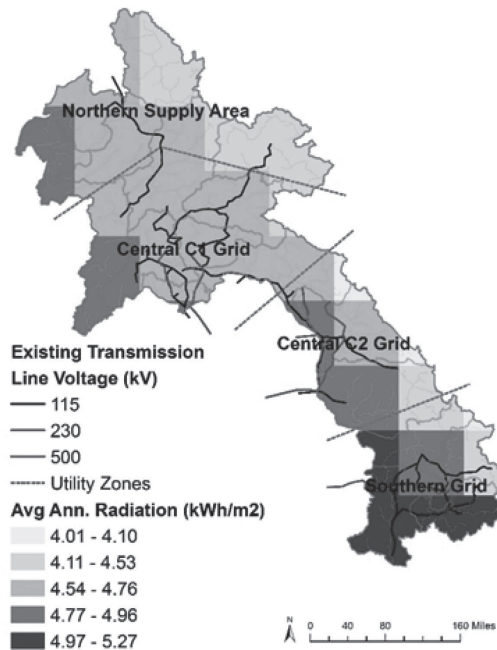 Northern Supply Area
Central C1 Grid
Central C2 Grid
Southern Grid
Existing Transmission
Line Voltage (kV)
115
230
500
Utility Zones
Avg Ann. Radiation (kWh/m2)
4.01 - 4.10
4.11 - 4.53
4.54 - 4.76
4.77 - 4.96
4.97 - 5.27
N
0 40 80 160 Miles